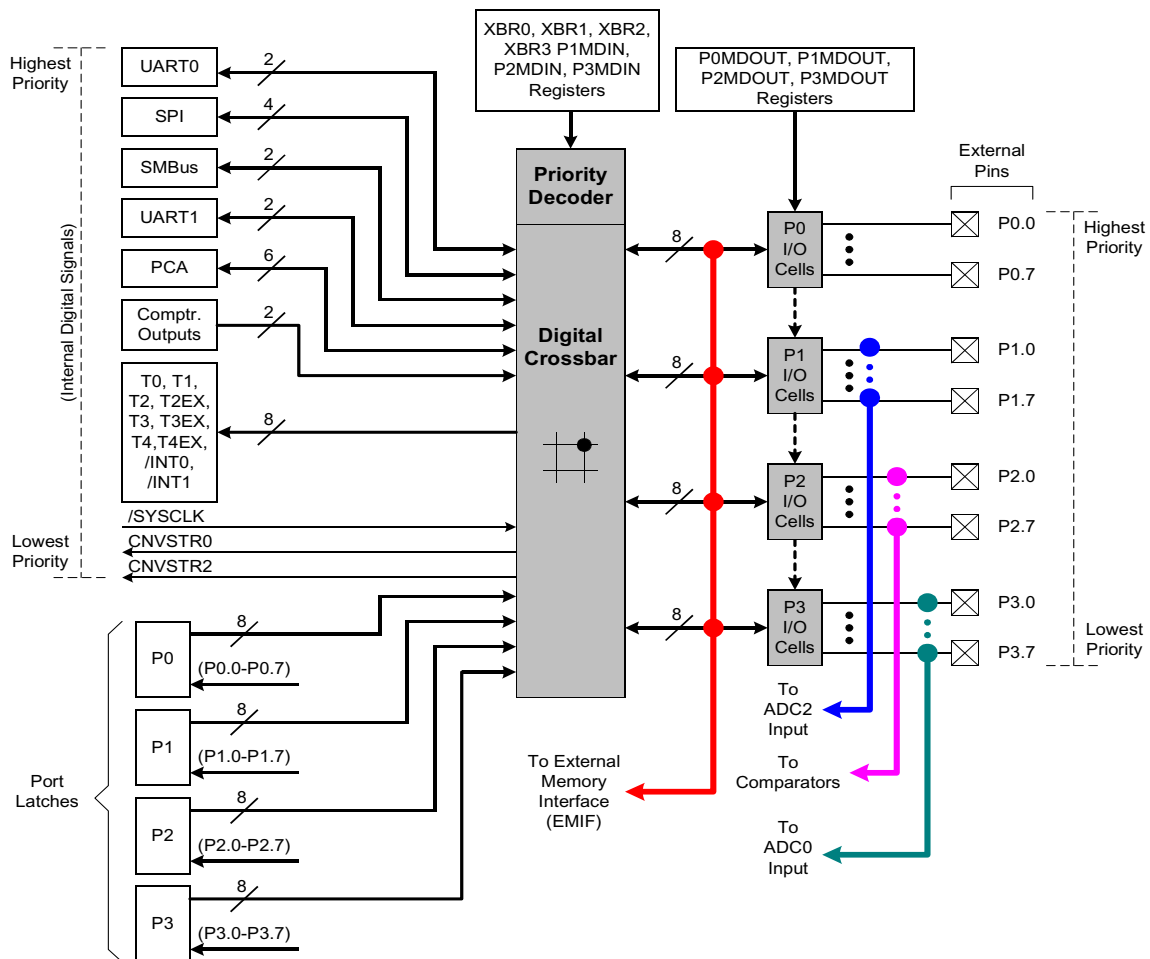 XBR0, XBR1, XBR2,
XBR3 P1MDIN,
P2MDIN, P3MDIN
Registers
P0MDOUT, P1MDOUT,
P2MDOUT, P3MDOUT
Registers
Highest
Priority
(Internal Digital Signals)
Lowest
Priority
UART0
2
SPI
4
SMBus
2
UART1
2
PCA
6
Comptr.
Outputs
2
T0, T1,
T2, T2EX,
T3, T3EX,
T4,T4EX,
/INT0,
/INT1
8
/SYSCLK
CNVSTR0
CNVSTR2
Priority
Decoder
Digital
Crossbar
8
8
8
8
P0
I/O
Cells
P1
I/O
Cells
P2
I/O
Cells
P3
I/O
Cells
External
Pins
P0.0
P0.7
P1.0
P1.7
P2.0
P2.7
P3.0
P3.7
Highest
Priority
Lowest
Priority
Port
Latches
P0
8
(P0.0-P0.7)
P1
8
(P1.0-P1.7)
P2
8
(P2.0-P2.7)
P3
8
(P3.0-P3.7)
To External
Memory
Interface
(EMIF)
To
ADC2
Input
To
Comparators
To
ADC0
Input